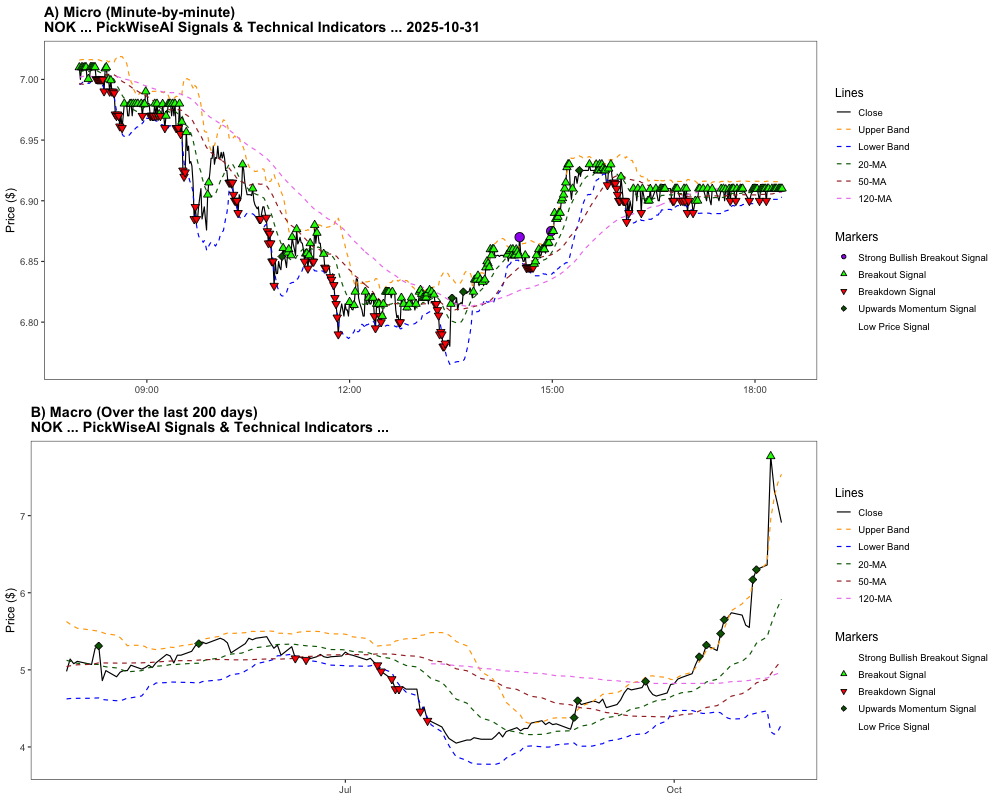 A) Micro (Minute-by-minute)
NOK ... PickWiseAI Signals & Technical Indicators ... 2025-10-31
Price ($)
7.00
6.95
6.90
6.85
6.80
09:00
12:00
15:00
18:00
Lines
Close
Upper Band
Lower Band
20-MA
50-MA
120-MA
Markers
Strong Bullish Breakout Signal
Breakout Signal
Breakdown Signal
Upwards Momentum Signal
Low Price Signal
B) Macro (Over the last 200 days)
NOK ... PickWiseAI Signals & Technical Indicators ...
Price ($)
7
6
5
4
Jul
Oct
Lines
Close
Upper Band
Lower Band
20-MA
50-MA
120-MA
Markers
Strong Bullish Breakout Signal
Breakout Signal
Breakdown Signal
Upwards Momentum Signal
Low Price Signal